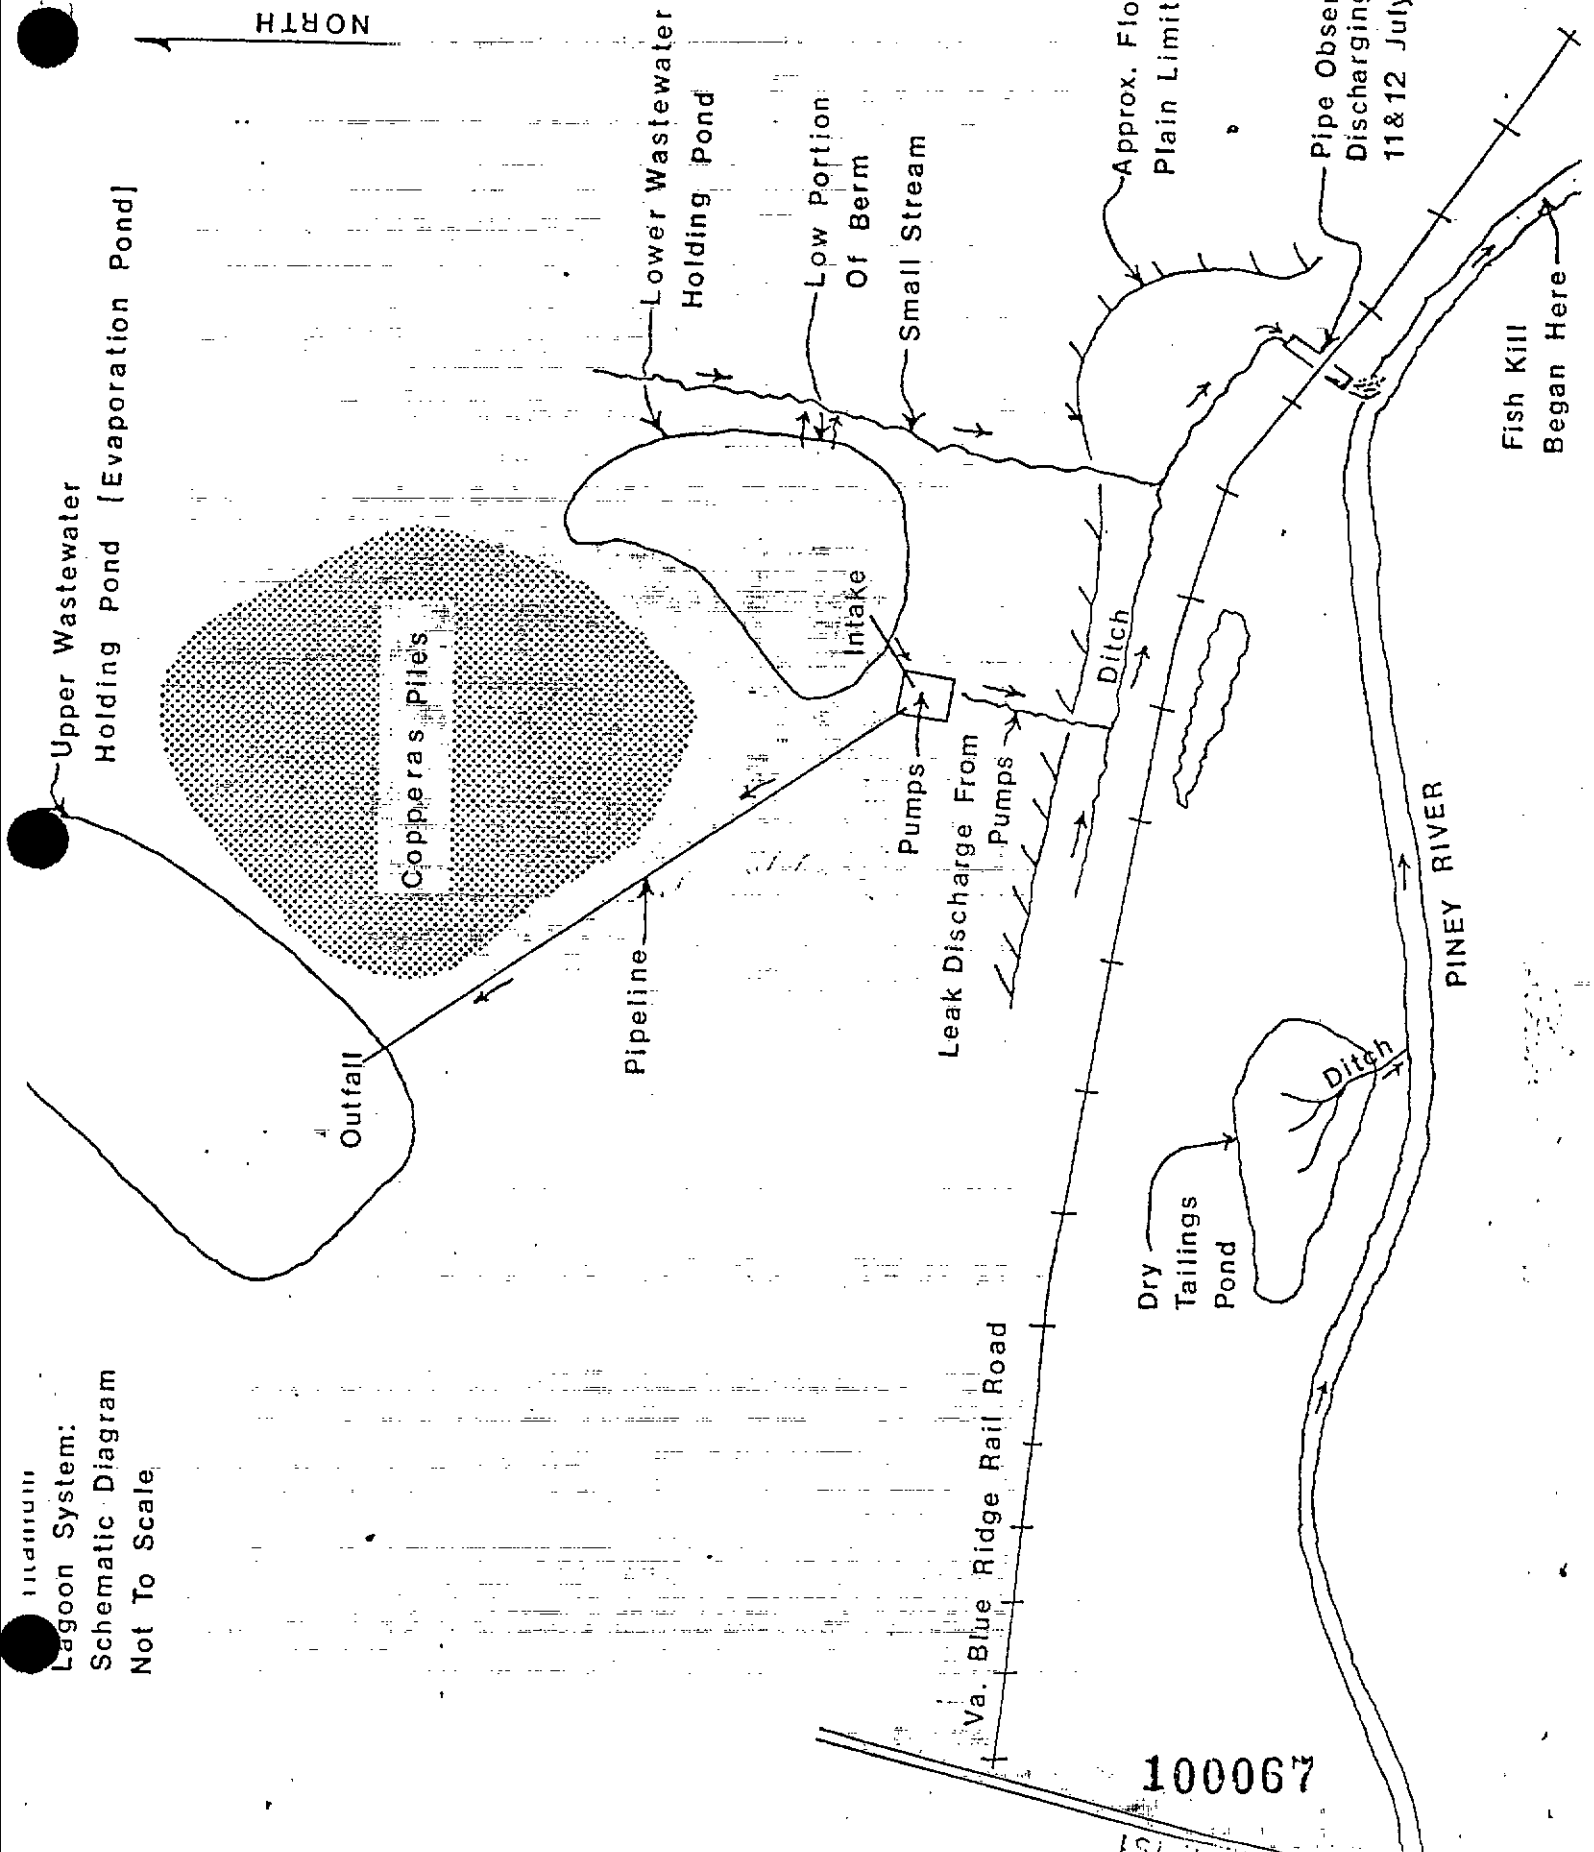 Lagoon System:
Schematic Diagram
Not To Scale
Upper Wastewater
Holding Pond [Evaporation Pond]
NORTH
Copperas Piles
Outfall
Pipeline
Lower Wastewater
Holding Pond
Low Portion
Of Berm
Small Stream
Intake
Pumps
Leak Discharge From
Pumps
Ditch
Approx. Flo
Plain Limit
Pipe Obser
Discharging
11&12 July
Va. Blue Ridge Rail Road
Dry
Tailings
Pond
Ditch
PINEY RIVER
Fish Kill
Began Here
100067